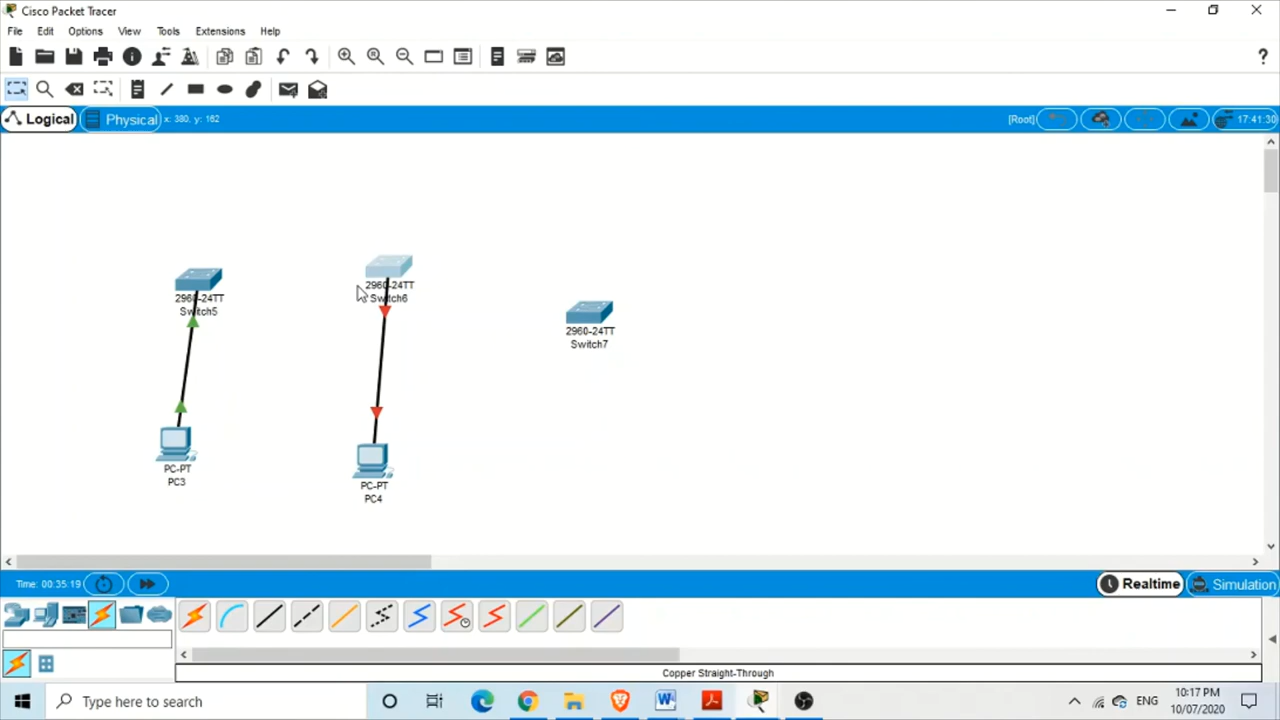 Cisco Packet Tracer
File Edit Options View Tools Extensions Help
?
Logical Physical x: 380, y: 162 [Root] 17:41:30
2960-24TT
Switch5
2960-24TT
Switch6
2960-24TT
Switch7
PC-PT
PC3
PC-PT
PC4
Time: 00:35:19 Realtime Simulation
Copper Straight-Through
Type here to search
ENG
10:17 PM
10/07/2020